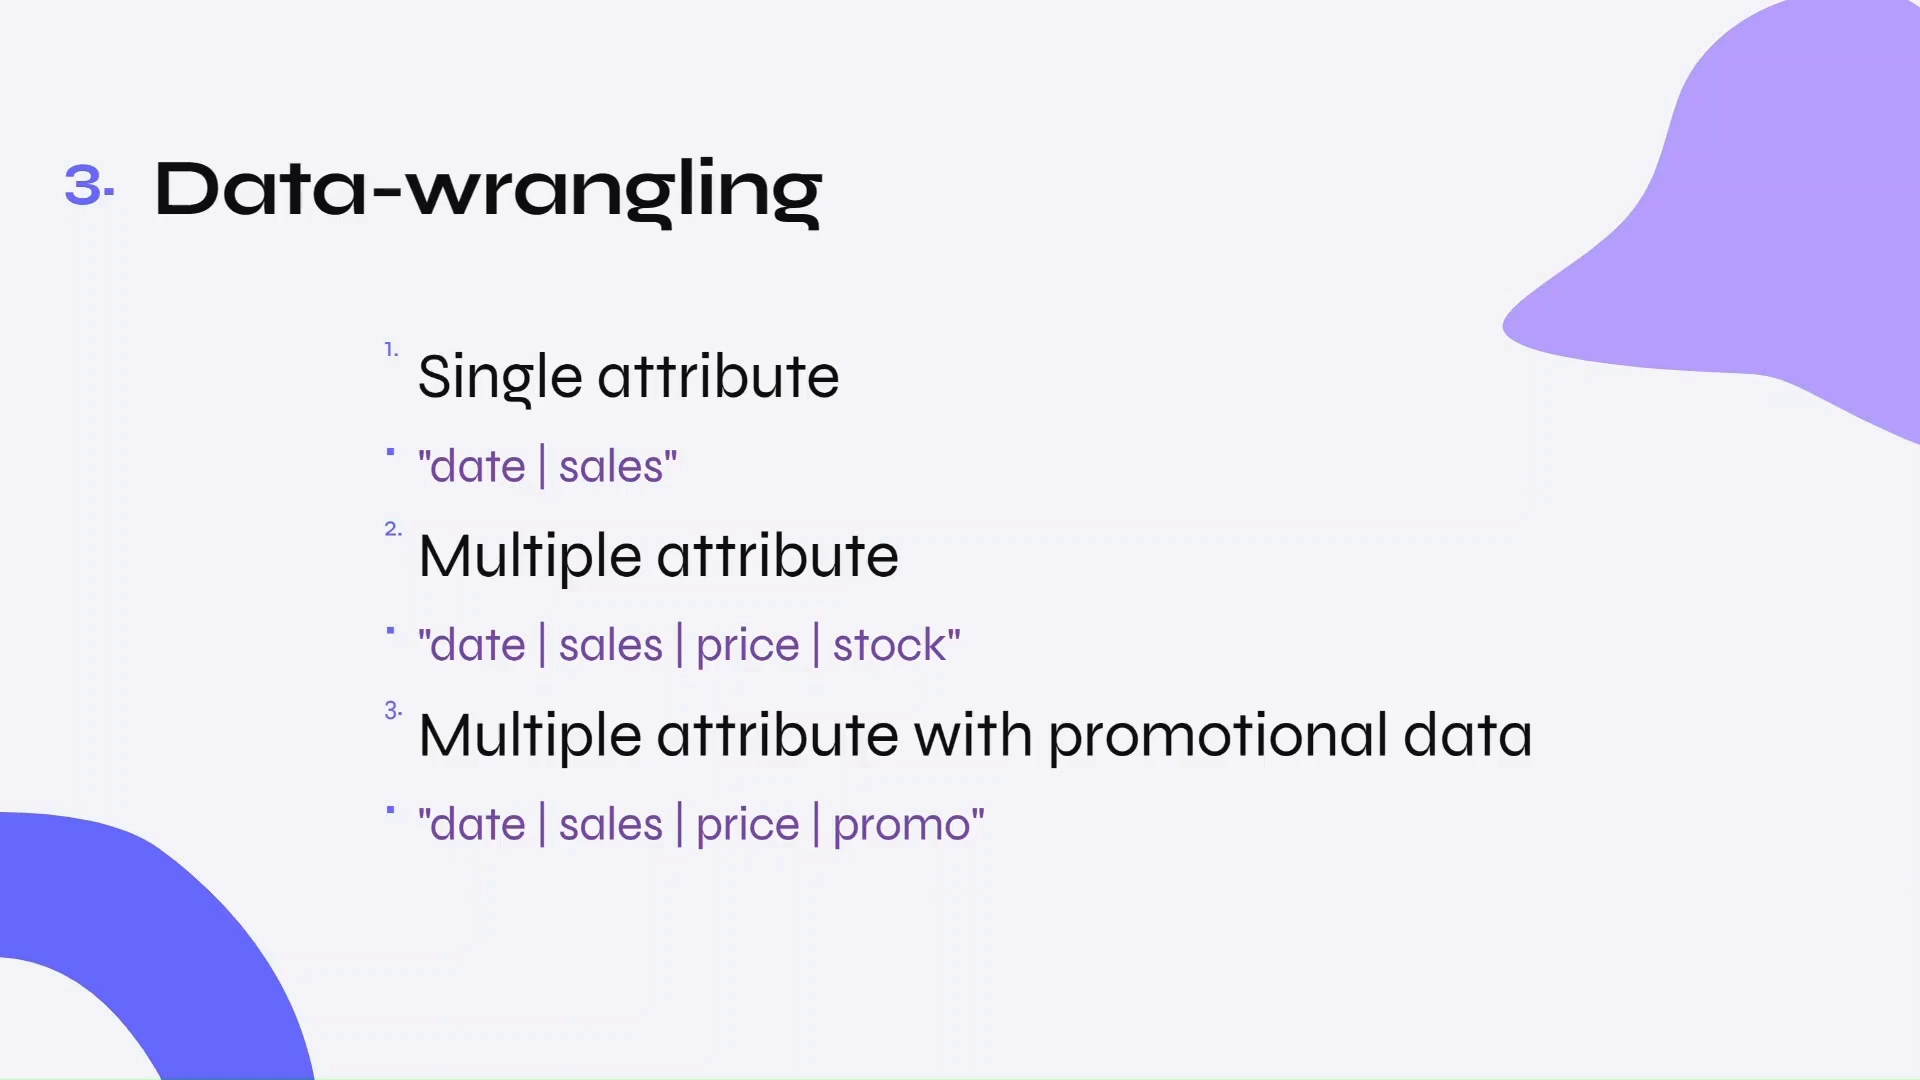 3. Data-wrangling
1. Single attribute
▪ "date | sales"
2. Multiple attribute
▪ "date | sales | price | stock"
3. Multiple attribute with promotional data
▪ "date | sales | price | promo"